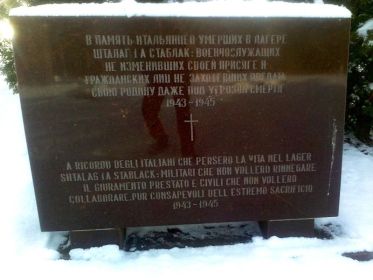 В ПАМЯТЬ ИТАЛЬЯНЦЕВ УМЕРШИХ В ЛАГЕРЕ
ШТАЛАГ I А СТАБЛАК: ВОЕННОСЛУЖАЩИХ
НЕ ИЗМЕНИВШИХ СВОЕЙ ПРИСЯГЕ И
ГРАЖДАНСКИХ ЛИЦ НЕ ЗАХОТЕВШИХ ПРЕДАТЬ
СВОЮ РОДИНУ ДАЖЕ ПОД УГРОЗОЙ СМЕРТИ
1943-1945
A RICORDO DEGLI ITALIANI CHE PERSERO LA VITA NEL LAGER
SHTALAG IA STABLACK: MILITARI CHE NON VOLLERO RINNEGARE
IL GIURAMENTO PRESTATO E CIVILI CHE NON VOLLERO
COLLABORARE, PUR CONSAPEVOLI DELL ESTREMO SACRIFICIO
1943-1945